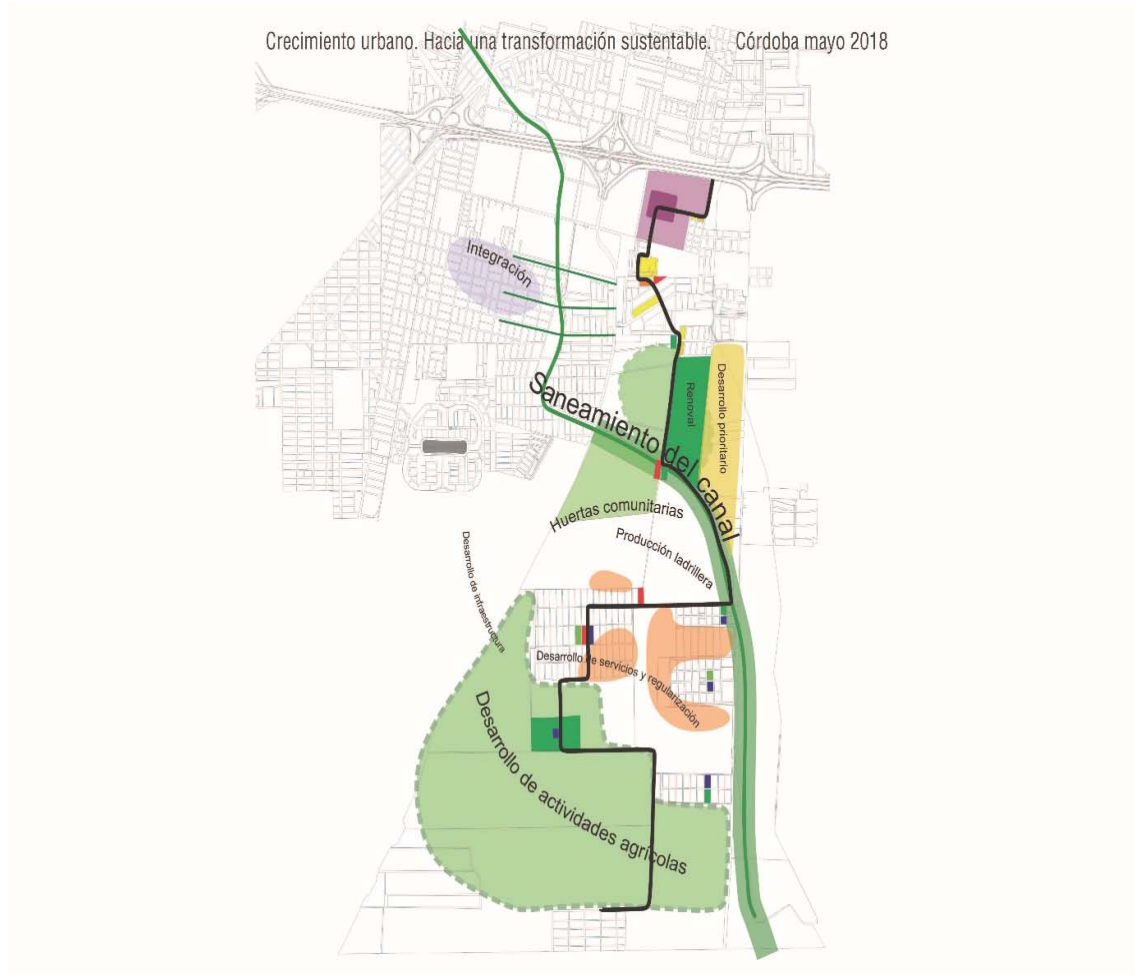 Crecimiento urbano. Hacia una transformación sustentable. Córdoba mayo 2018
Integración
Saneamiento del canal
Renoval
Desarrollo prioritario
Huertas comunitarias
Producción ladrillera
Desarrollo de infraestructura
Desarrollo de servicios y regularización
Desarrollo de actividades agrícolas